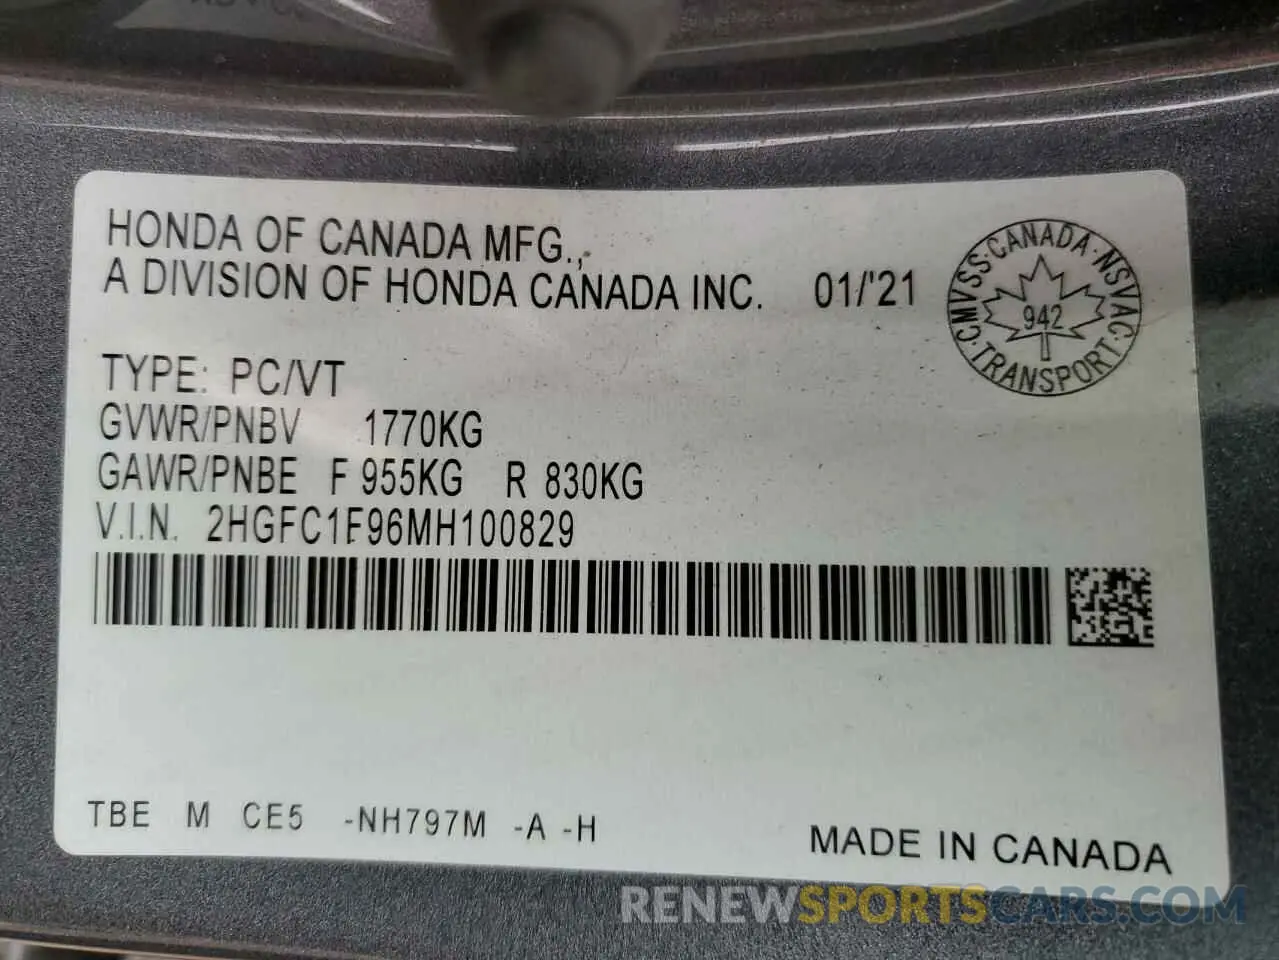 HONDA OF CANADA MFG.,
A DIVISION OF HONDA CANADA INC. 01/'21
CMVSS·CANADA·NSVAC·TRANSPORT·
942
TYPE: PC/VT
GVWR/PNBV 1770KG
GAWR/PNBE F 955KG R 830KG
V.I.N. 2HGFC1F96MH100829
TBE M CE5 -NH797M -A -H
MADE IN CANADA
RENEWSPORTSCARS.COM